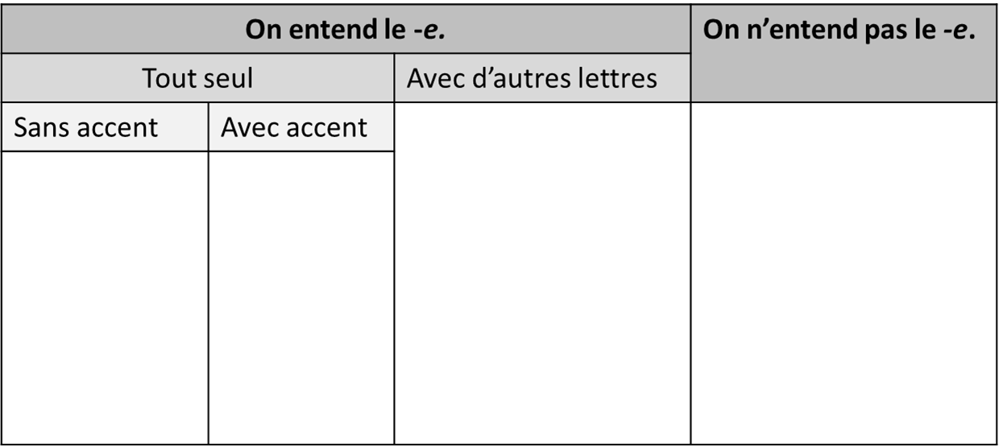 On entend le -e.
On n’entend pas le -e.
Tout seul
Avec d’autres lettres
Sans accent
Avec accent